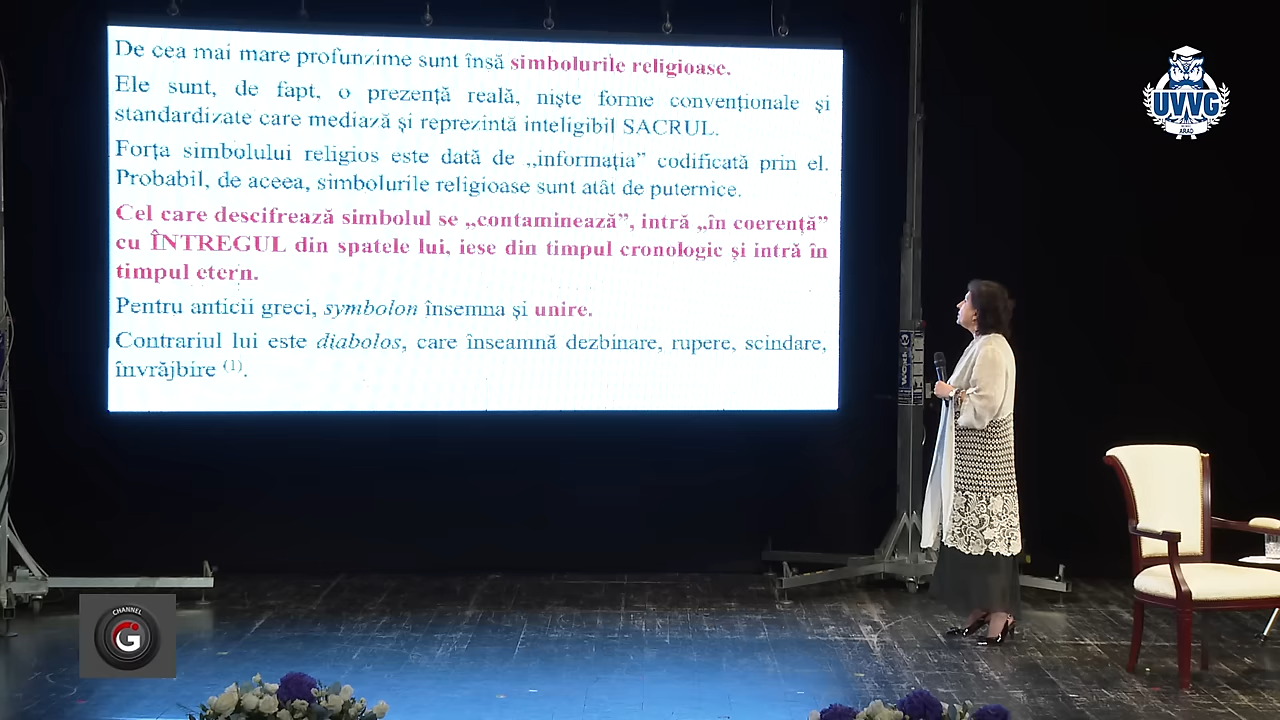 De cea mai mare profunzime sunt însă simbolurile religioase.
Ele sunt, de fapt, o prezență reală, niște forme convenționale și
standardizate care mediază și reprezintă inteligibil SACRUL.
Forța simbolului religios este dată de „informația” codificată prin el.
Probabil, de aceea, simbolurile religioase sunt atât de puternice.
Cel care descifrează simbolul se „contaminează”, intră „în coerență”
cu ÎNTREGUL din spatele lui, iese din timpul cronologic și intră în
timpul etern.
Pentru anticii greci, symbolon însemna și unire.
Contrariul lui este diabolos, care înseamnă dezbinare, rupere, scindare,
învrăjbire (1).
UVVG
ARAD
CHANNEL
G